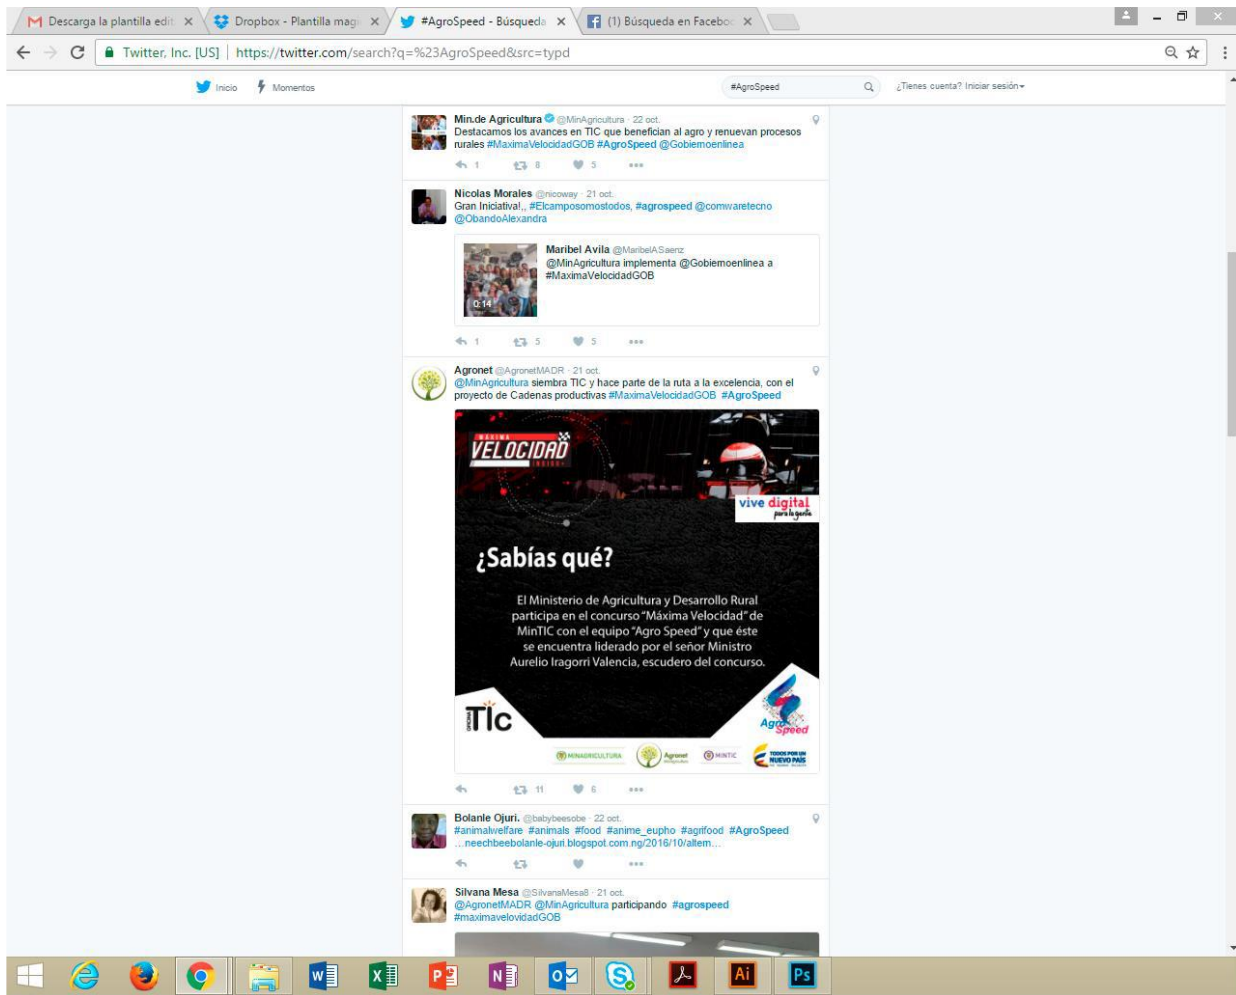 Descarga la plantilla edit
Dropbox - Plantilla magi
#AgroSpeed - Búsqueda
(1) Búsqueda en Faceboo
Twitter, Inc. [US] | https://twitter.com/search?q=%23AgroSpeed&src=typd
Inicio Momentos #AgroSpeed ¿Tienes cuenta? Iniciar sesión
Min.de Agricultura @MinAgricultura · 22 oct.
Destacamos los avances en TIC que benefician al agro y renuevan procesos
rurales #MaximaVelocidadGOB #AgroSpeed @Gobiernoenlinea
1 8 5
Nicolas Morales @nicoway · 21 oct.
Gran Iniciativa!,, #Elcamposomostodos, #agrospeed @comwaretecno
@ObandoAlexandra
Maribel Avila @MaribelASaenz
@MinAgricultura implementa @Gobiernoenlinea a
#MaximaVelocidadGOB
0:14
1 5 5
Agronet @AgronetMADR · 21 oct.
@MinAgricultura siembra TIC y hace parte de la ruta a la excelencia, con el
proyecto de Cadenas productivas #MaximaVelocidadGOB #AgroSpeed
MÁXIMA
VELOCIDAD
vive digital
para la gente
¿Sabías qué?
El Ministerio de Agricultura y Desarrollo Rural
participa en el concurso “Máxima Velocidad” de
MinTIC con el equipo “Agro Speed” y que éste
se encuentra liderado por el señor Ministro
Aurelio Iragorri Valencia, escudero del concurso.
OFICINA
TIC
Agro
Speed
MINAGRICULTURA
Agronet
MINTIC
TODOS POR UN
NUEVO PAÍS
11 6
Bolanle Ojuri. @babybeesobe · 22 oct.
#animalwelfare #animals #food #anime_eupho #agrifood #AgroSpeed
…neechbeebolanle-ojuri.blogspot.com.ng/2016/10/altern…
Silvana Mesa @SilvanaMesa8 · 21 oct.
@AgronetMADR @MinAgricultura participando #agrospeed
#maximavelovidadGOB